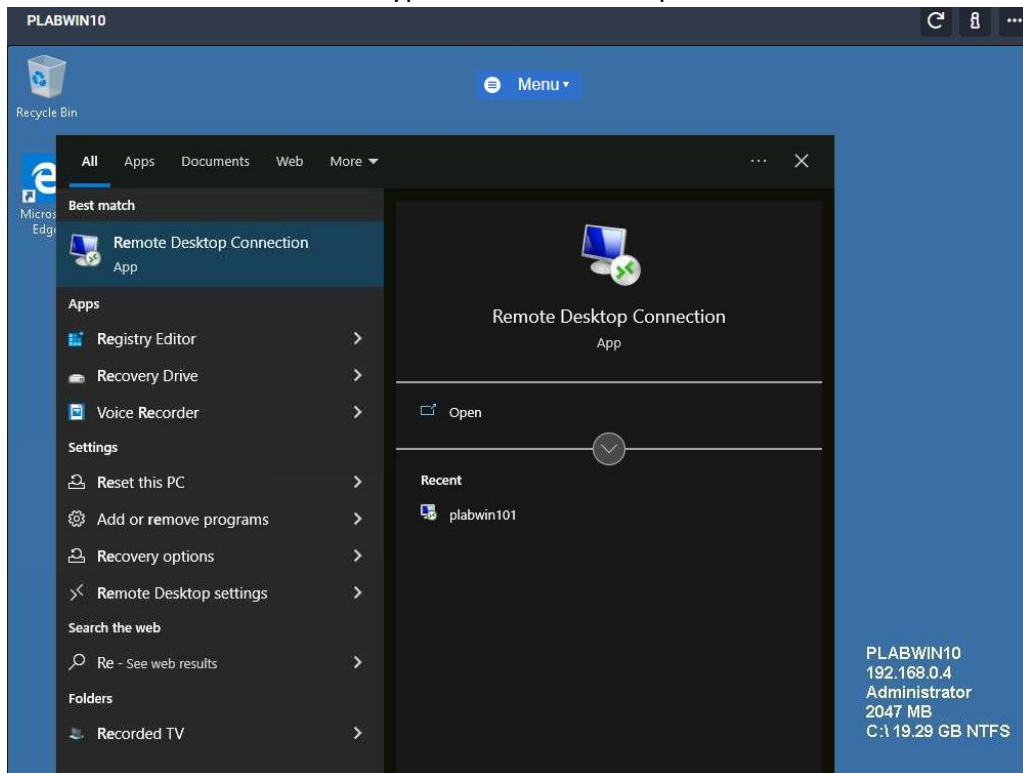 PLABWIN10
Recycle Bin
Menu
Micros
Edge
All Apps Documents Web More
Best match
Remote Desktop Connection
App
Apps
Registry Editor
Recovery Drive
Voice Recorder
Settings
Reset this PC
Add or remove programs
Recovery options
Remote Desktop settings
Search the web
Re - See web results
Folders
Recorded TV
Remote Desktop Connection
App
Open
Recent
plabwin101
PLABWIN10
192.168.0.4
Administrator
2047 MB
C:\ 19.29 GB NTFS